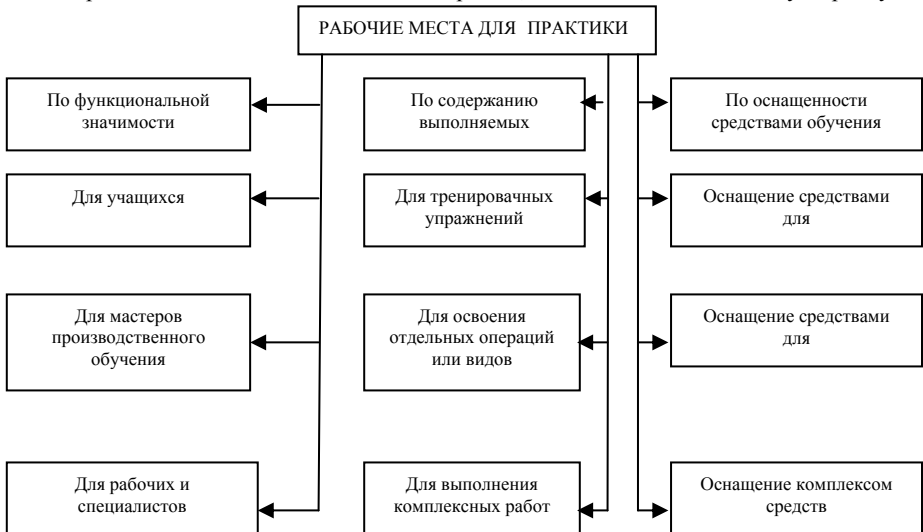 РАБОЧИЕ МЕСТА ДЛЯ ПРАКТИКИ
По функциональной
значимости
По содержанию
выполняемых
По оснащенности
средствами обучения
Для учащихся
Для тренировачных
упражнений
Оснащение средствами
для
Для мастеров
производственного
обучения
Для освоения
отдельных операций
или видов
Оснащение средствами
для
Для рабочих и
специалистов
Для выполнения
комплексных работ
Оснащение комплексом
средств